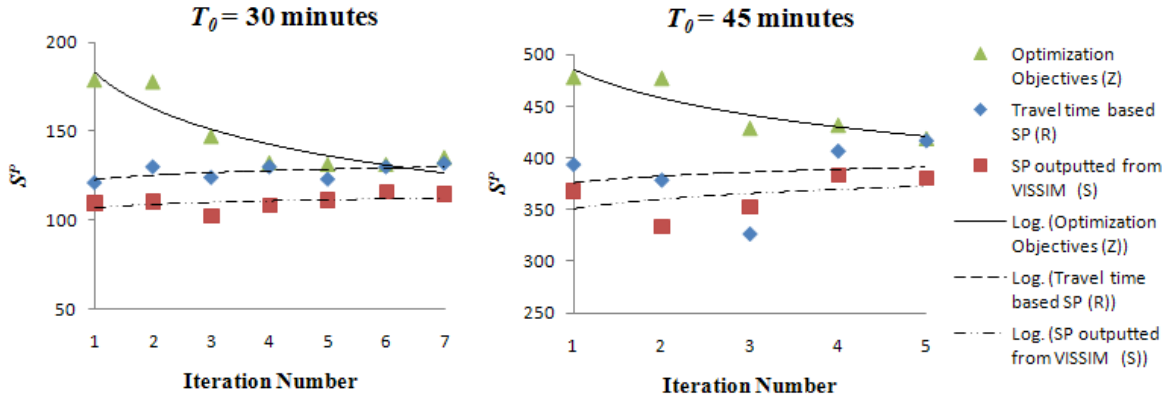 T0 = 30 minutes
200
150
100
50
S^P
1 2 3 4 5 6 7
Iteration Number
T0 = 45 minutes
500
450
400
350
300
250
S^P
1 2 3 4 5
Iteration Number
Optimization
Objectives (Z)
Travel time based
SP (R)
SP outputted from
VISSIM (S)
Log. (Optimization
Objectives (Z))
Log. (Travel time
based SP (R))
Log. (SP outputted
from VISSIM (S))